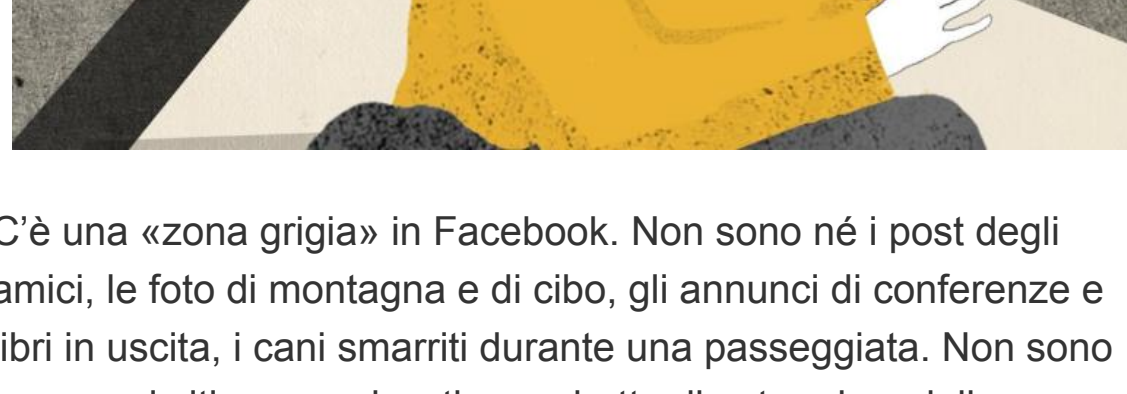 C’è una «zona grigia» in Facebook. Non sono né i post degli
amici, le foto di montagna e di cibo, gli annunci di conferenze e
libri in uscita, i cani smarriti durante una passeggiata. Non sono